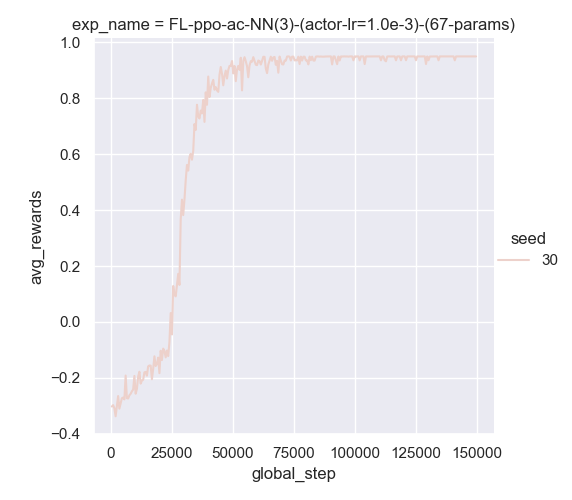 exp_name = FL-ppo-ac-NN(3)-(actor-lr=1.0e-3)-(67-params)
1.0
0.8
0.6
0.4
0.2
0.0
−0.2
−0.4
avg_rewards
0 25000 50000 75000 100000 125000 150000
global_step
seed
30